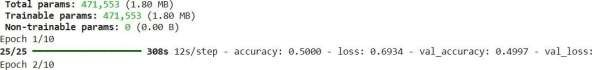 Total params: 471,553 (1.80 MB)
Trainable params: 471,553 (1.80 MB)
Non-trainable params: 0 (0.00 B)
Epoch 1/10
25/25 ━━━━━━━━━━━━━━━━━━━━ 308s 12s/step - accuracy: 0.5000 - loss: 0.6934 - val_accuracy: 0.4997 - val_loss:
Epoch 2/10